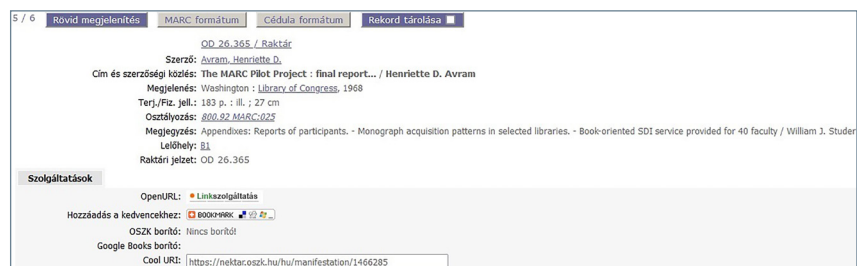 5 / 6 Rövid megjelenítés MARC formátum Cédula formátum Rekord tárolása
OD 26.365 / Raktár
Szerző: Avram, Henriette D.
Cím és szerzőségi közlés: The MARC Pilot Project : final report... / Henriette D. Avram
Megjelenés: Washington : Library of Congress, 1968
Terj./Fiz. jell.: 183 p. : ill. ; 27 cm
Osztályozás: 800.92 MARC:025
Megjegyzés: Appendixes: Reports of participants. - Monograph acquisition patterns in selected libraries. - Book-oriented SDI service provided for 40 faculty / William J. Studer
Lelőhely: B1
Raktári jelzet: OD 26.365
Szolgáltatások
OpenURL: Linkszolgáltatás
Hozzáadás a kedvencekhez: BOOKMARK
OSZK borító: Nincs borító!
Google Books borító:
Cool URI: https://nektar.oszk.hu/hu/manifestation/1466285